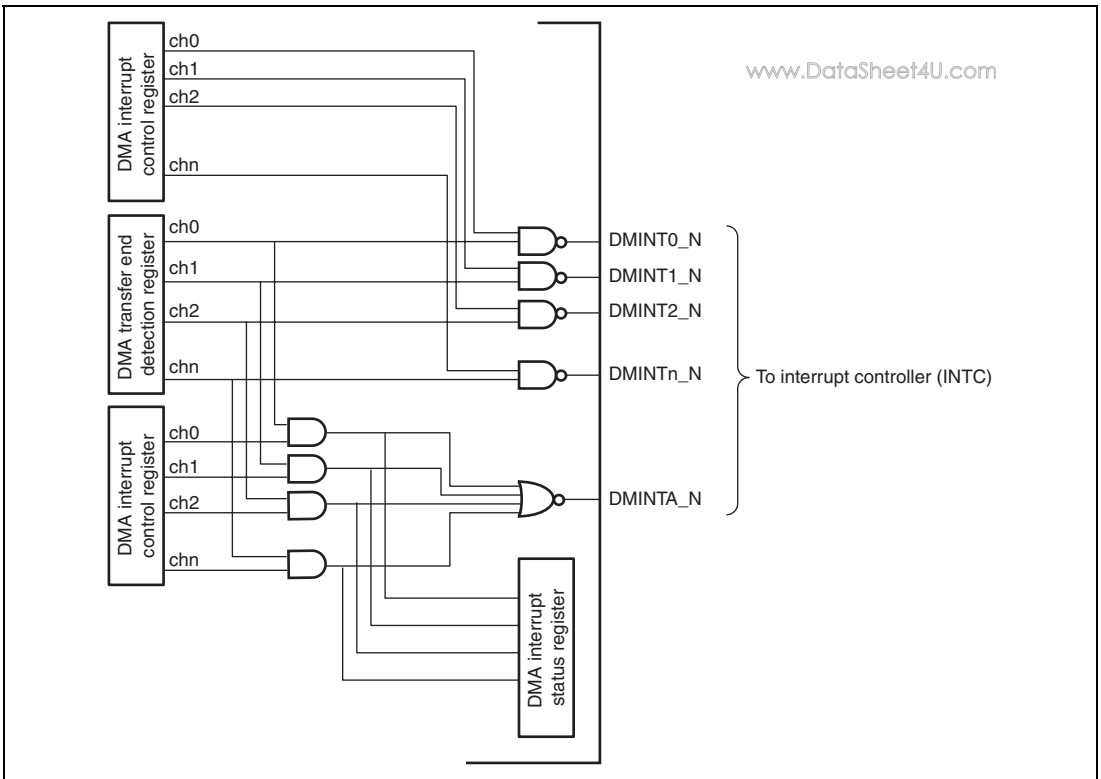 www.DataSheet4U.com
DMA interrupt
control register
ch0
ch1
ch2
chn
DMA transfer end
detection register
ch0
ch1
ch2
chn
DMA interrupt
control register
ch0
ch1
ch2
chn
DMINT0_N
DMINT1_N
DMINT2_N
DMINTn_N
DMINTA_N
To interrupt controller (INTC)
DMA interrupt
status register